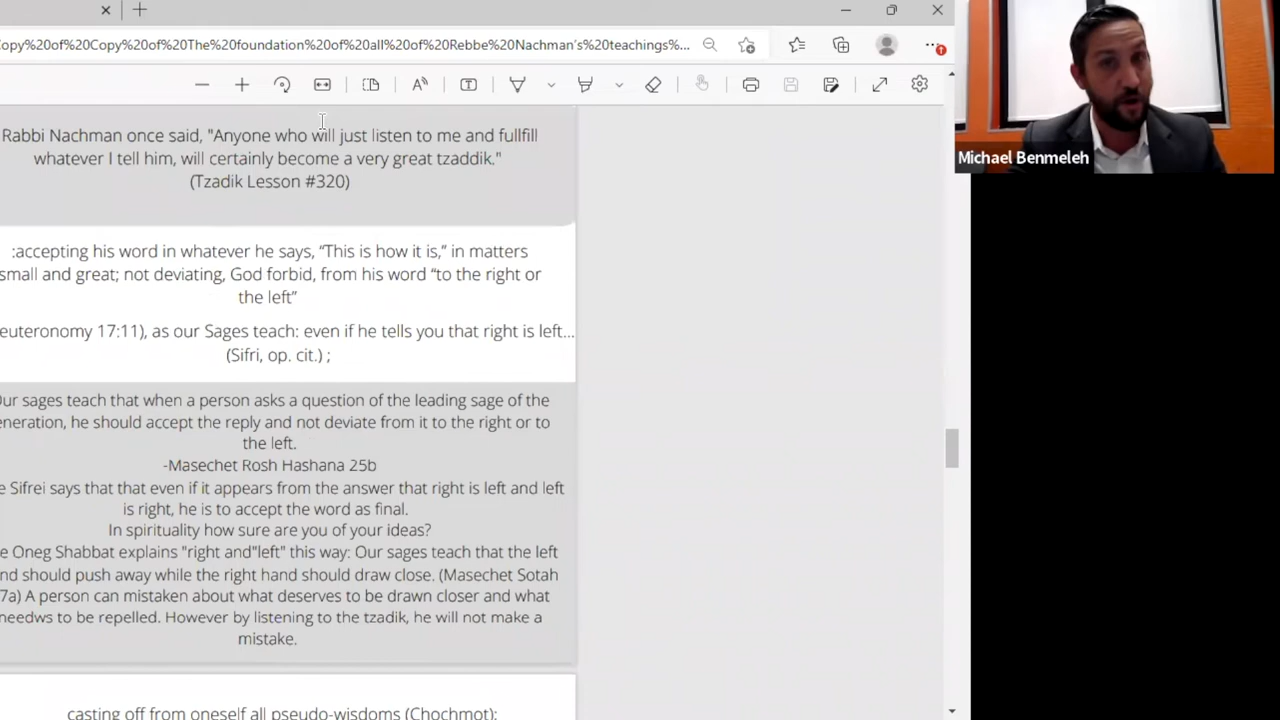 opy%20of%20Copy%20of%20The%20foundation%20of%20all%20of%20Rebbe%20Nachman's%20teachings%...
Michael Benmeleh
Rabbi Nachman once said, "Anyone who will just listen to me and fullfill
whatever I tell him, will certainly become a very great tzaddik."
(Tzadik Lesson #320)
:accepting his word in whatever he says, “This is how it is,” in matters
small and great; not deviating, God forbid, from his word “to the right or
the left”
euteronomy 17:11), as our Sages teach: even if he tells you that right is left...
(Sifri, op. cit.) ;
ur sages teach that when a person asks a question of the leading sage of the
eneration, he should accept the reply and not deviate from it to the right or to
the left.
-Masechet Rosh Hashana 25b
e Sifrei says that that even if it appears from the answer that right is left and left
is right, he is to accept the word as final.
In spirituality how sure are you of your ideas?
e Oneg Shabbat explains "right and"left" this way: Our sages teach that the left
nd should push away while the right hand should draw close. (Masechet Sotah
7a) A person can mistaken about what deserves to be drawn closer and what
needws to be repelled. However by listening to the tzadik, he will not make a
mistake.
casting off from oneself all pseudo-wisdoms (Chochmot);